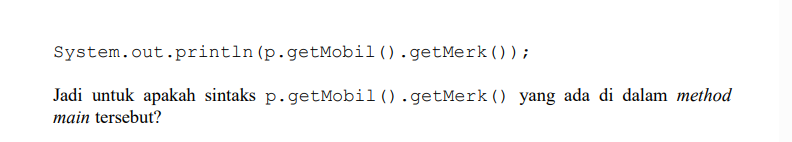 System.out.println(p.getMobil().getMerk());
Jadi untuk apakah sintaks p.getMobil().getMerk() yang ada di dalam method
main tersebut?